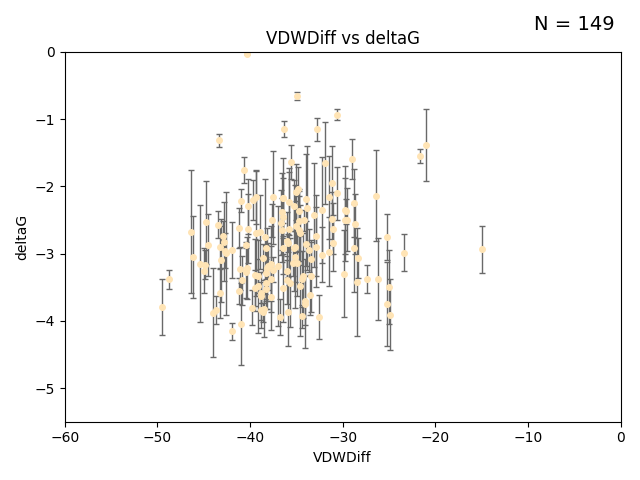 N = 149
VDWDiff vs deltaG
0
−1
−2
−3
−4
−5
deltaG
−60 −50 −40 −30 −20 −10 0
VDWDiff